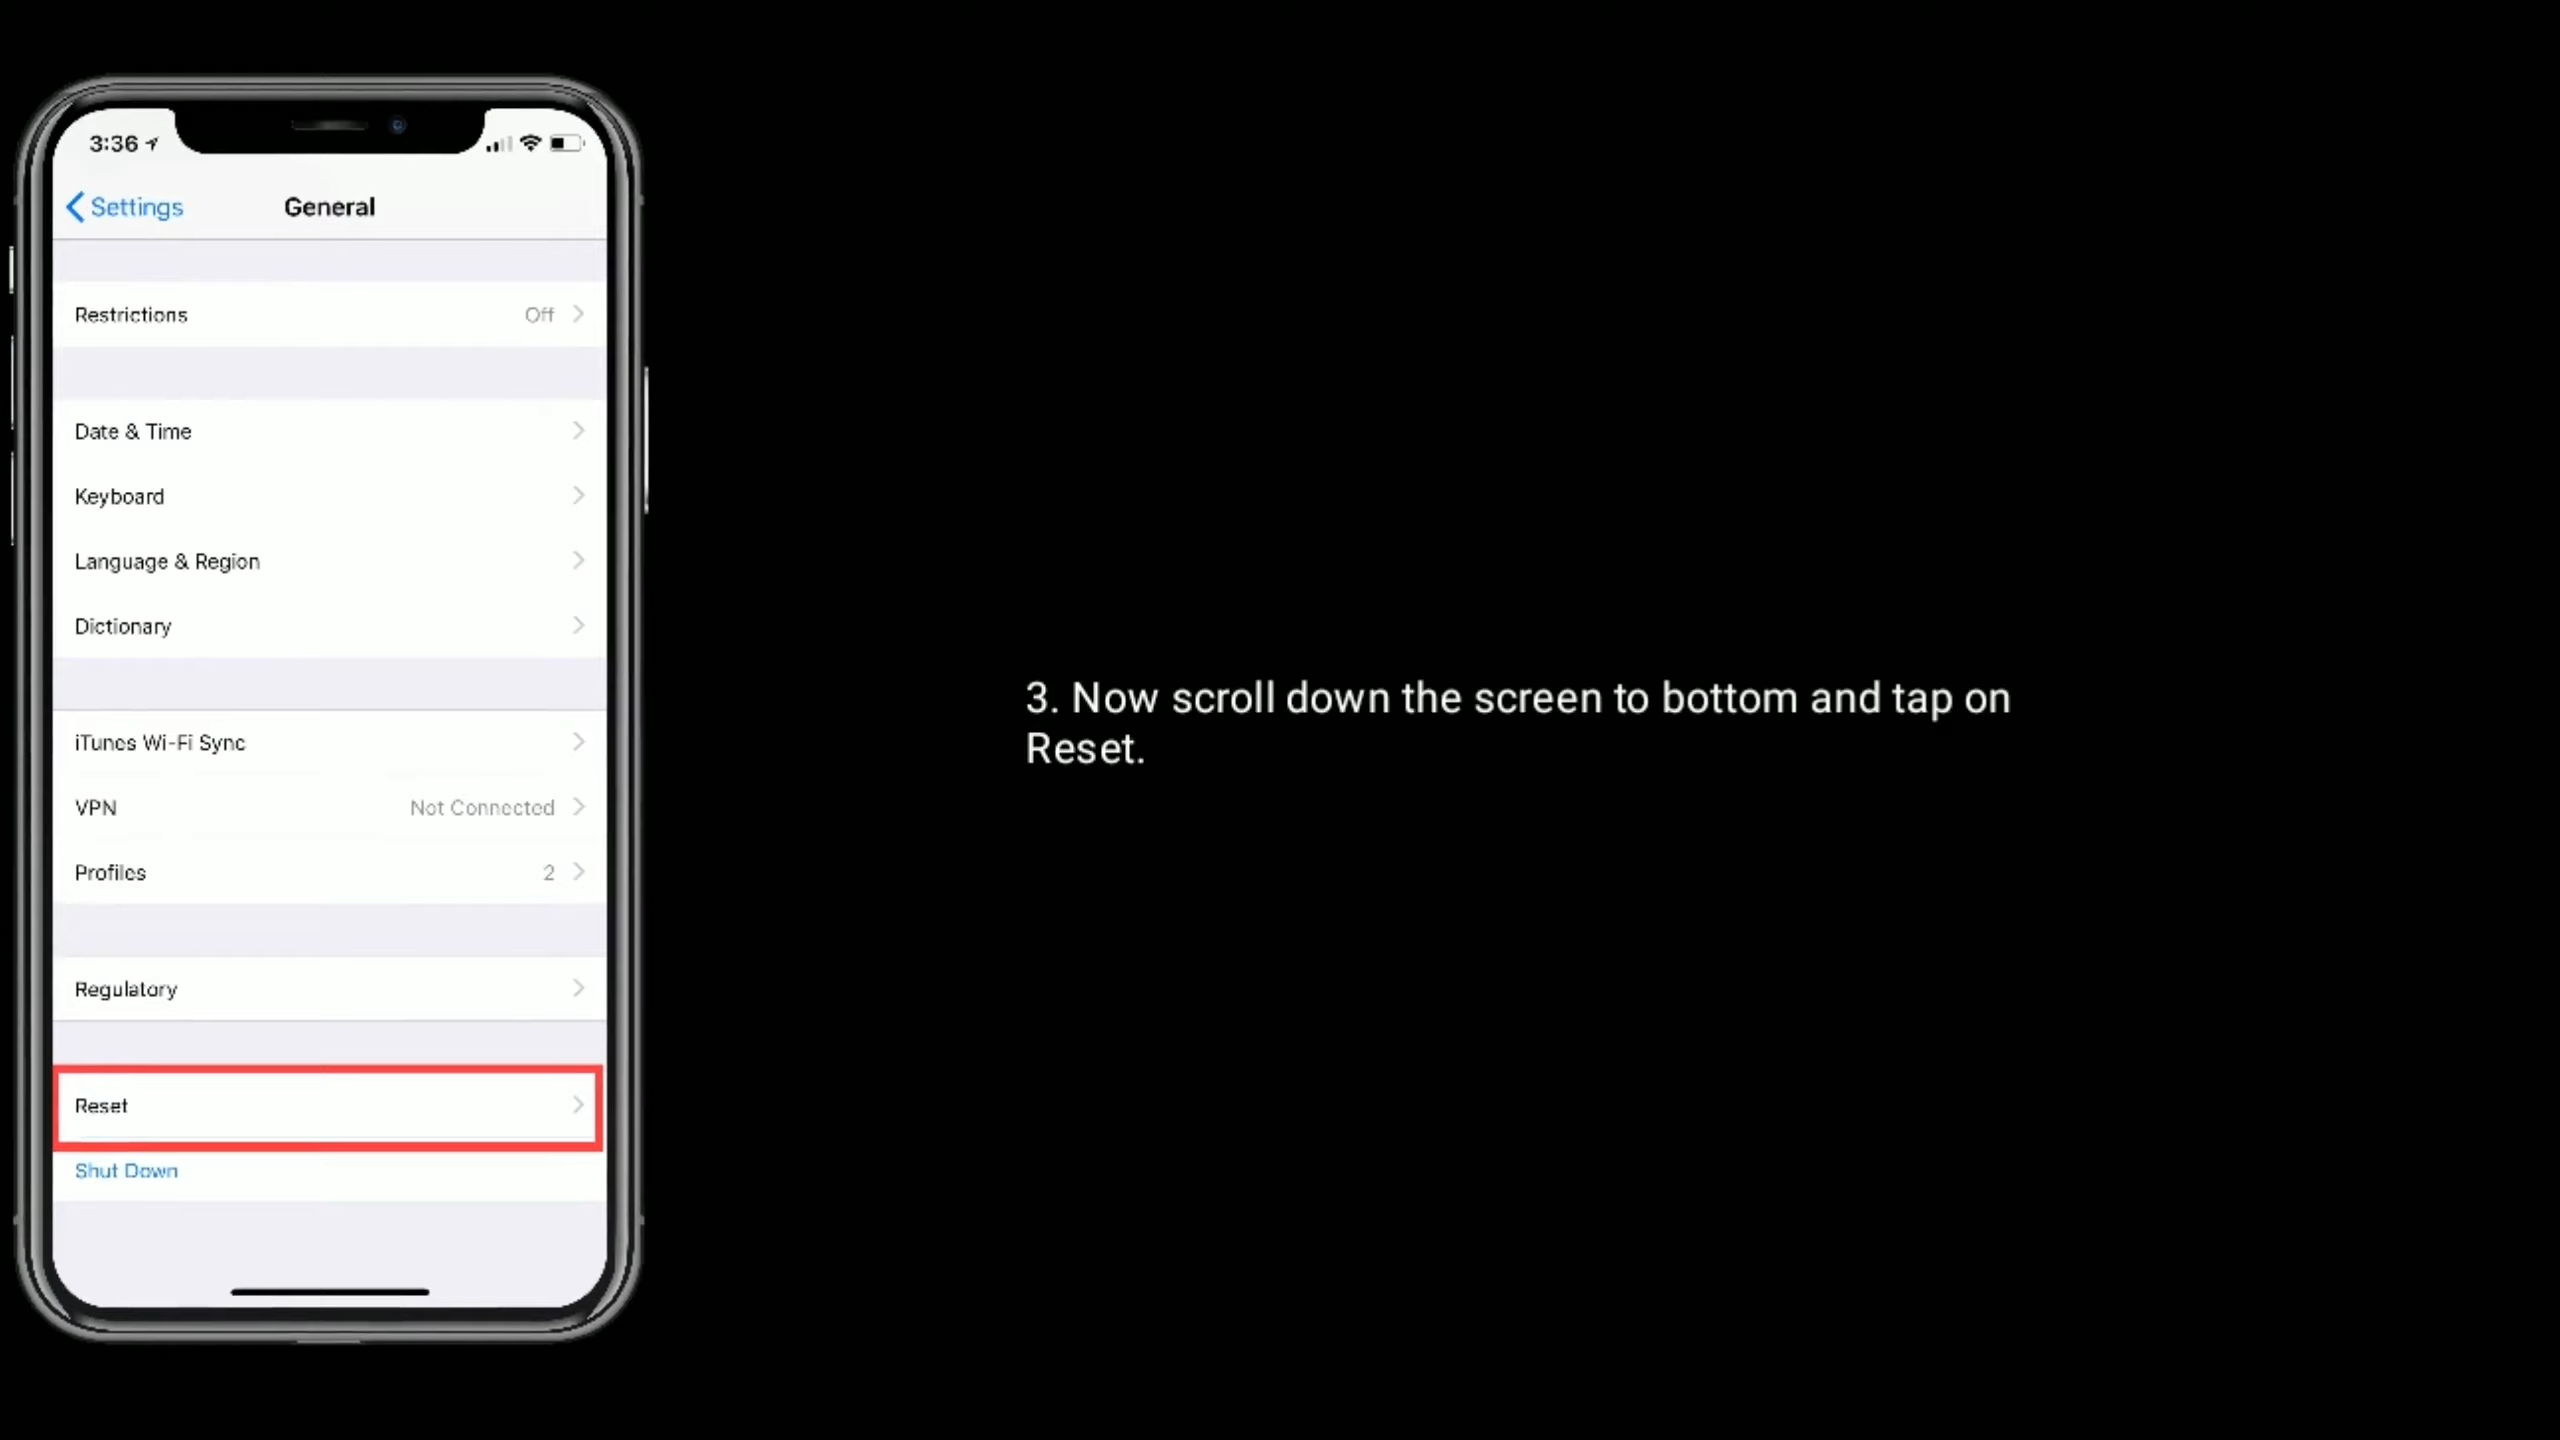 3:36
Settings
General
Restrictions Off
Date & Time
Keyboard
Language & Region
Dictionary
iTunes Wi-Fi Sync
VPN Not Connected
Profiles 2
Regulatory
Reset
Shut Down
3. Now scroll down the screen to bottom and tap on
Reset.